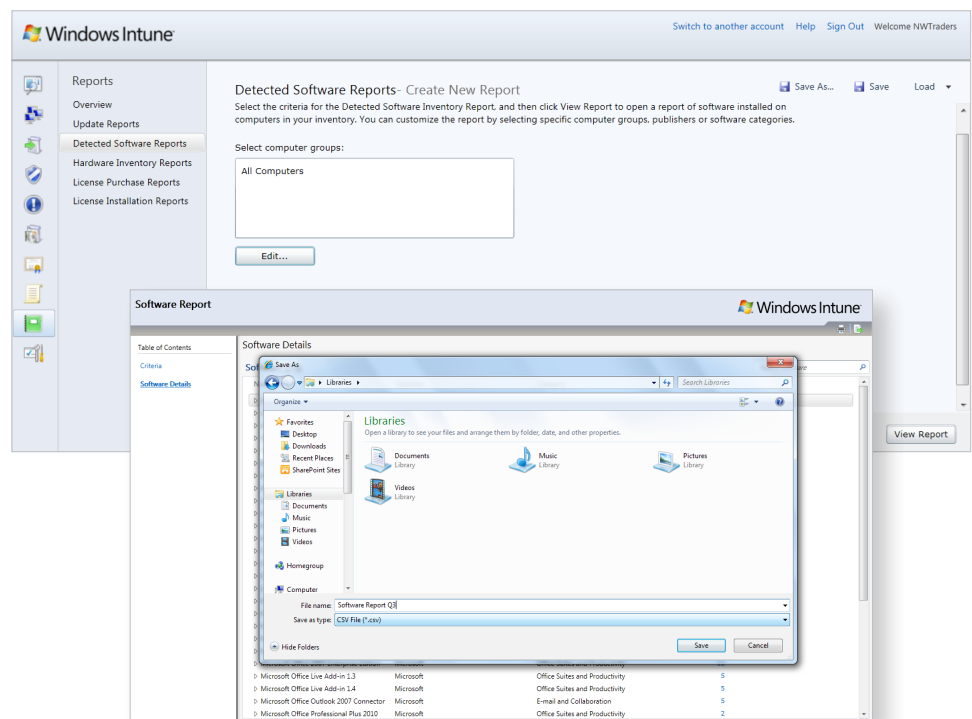 Windows Intune
Switch to another account Help Sign Out Welcome NWTraders
Reports
Overview
Update Reports
Detected Software Reports
Hardware Inventory Reports
License Purchase Reports
License Installation Reports
Detected Software Reports- Create New Report
Save As... Save Load
Select the criteria for the Detected Software Inventory Report, and then click View Report to open a report of software installed on
computers in your inventory. You can customize the report by selecting specific computer groups, publishers or software categories.
Select computer groups:
All Computers
Edit...
View Report
Software Report
Windows Intune
Table of Contents
Criteria
Software Details
Software Details
Save As
Libraries
Search Libraries
Organize
Favorites
Desktop
Downloads
Recent Places
SharePoint Sites
Libraries
Documents
Music
Pictures
Videos
Homegroup
Computer
Libraries
Open a library to see your files and arrange them by folder, date, and other properties.
Documents
Library
Music
Library
Pictures
Library
Videos
Library
File name: Software Report Q3
Save as type: CSV File (*.csv)
Hide Folders
Save Cancel
Microsoft Office Live Add-in 1.3 Microsoft Office Suites and Productivity 5
Microsoft Office Live Add-in 1.4 Microsoft Office Suites and Productivity 5
Microsoft Office Outlook 2007 Connector Microsoft E-mail and Collaboration 5
Microsoft Office Professional Plus 2010 Microsoft Office Suites and Productivity 2